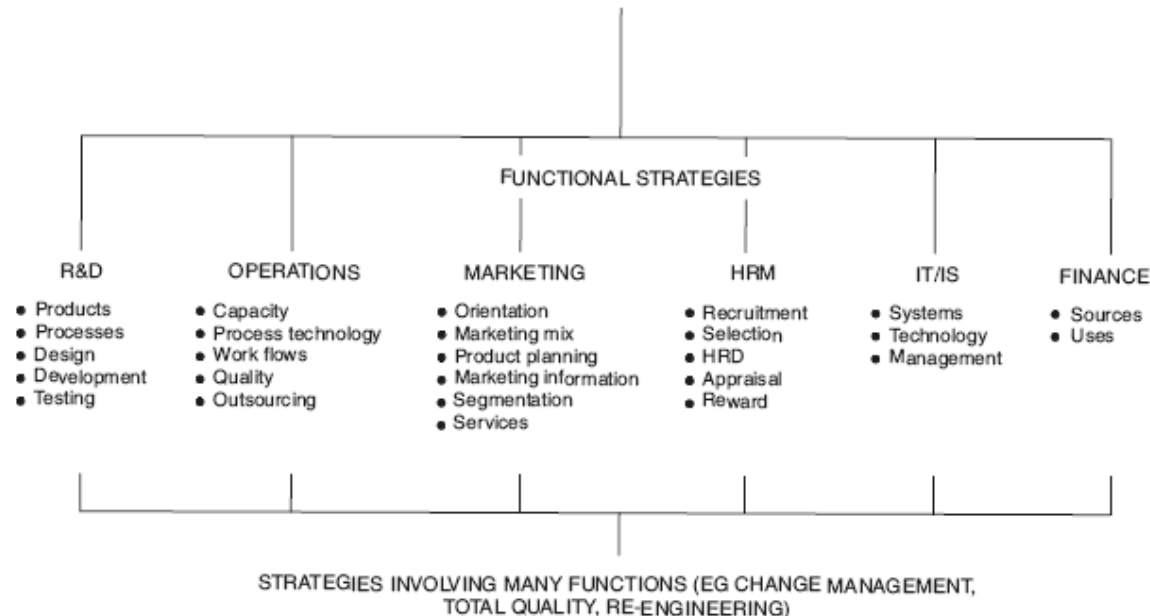 FUNCTIONAL STRATEGIES
R&D
• Products
• Processes
• Design
• Development
• Testing
OPERATIONS
• Capacity
• Process technology
• Work flows
• Quality
• Outsourcing
MARKETING
• Orientation
• Marketing mix
• Product planning
• Marketing information
• Segmentation
• Services
HRM
• Recruitment
• Selection
• HRD
• Appraisal
• Reward
IT/IS
• Systems
• Technology
• Management
FINANCE
• Sources
• Uses
STRATEGIES INVOLVING MANY FUNCTIONS (EG CHANGE MANAGEMENT,
TOTAL QUALITY, RE-ENGINEERING)